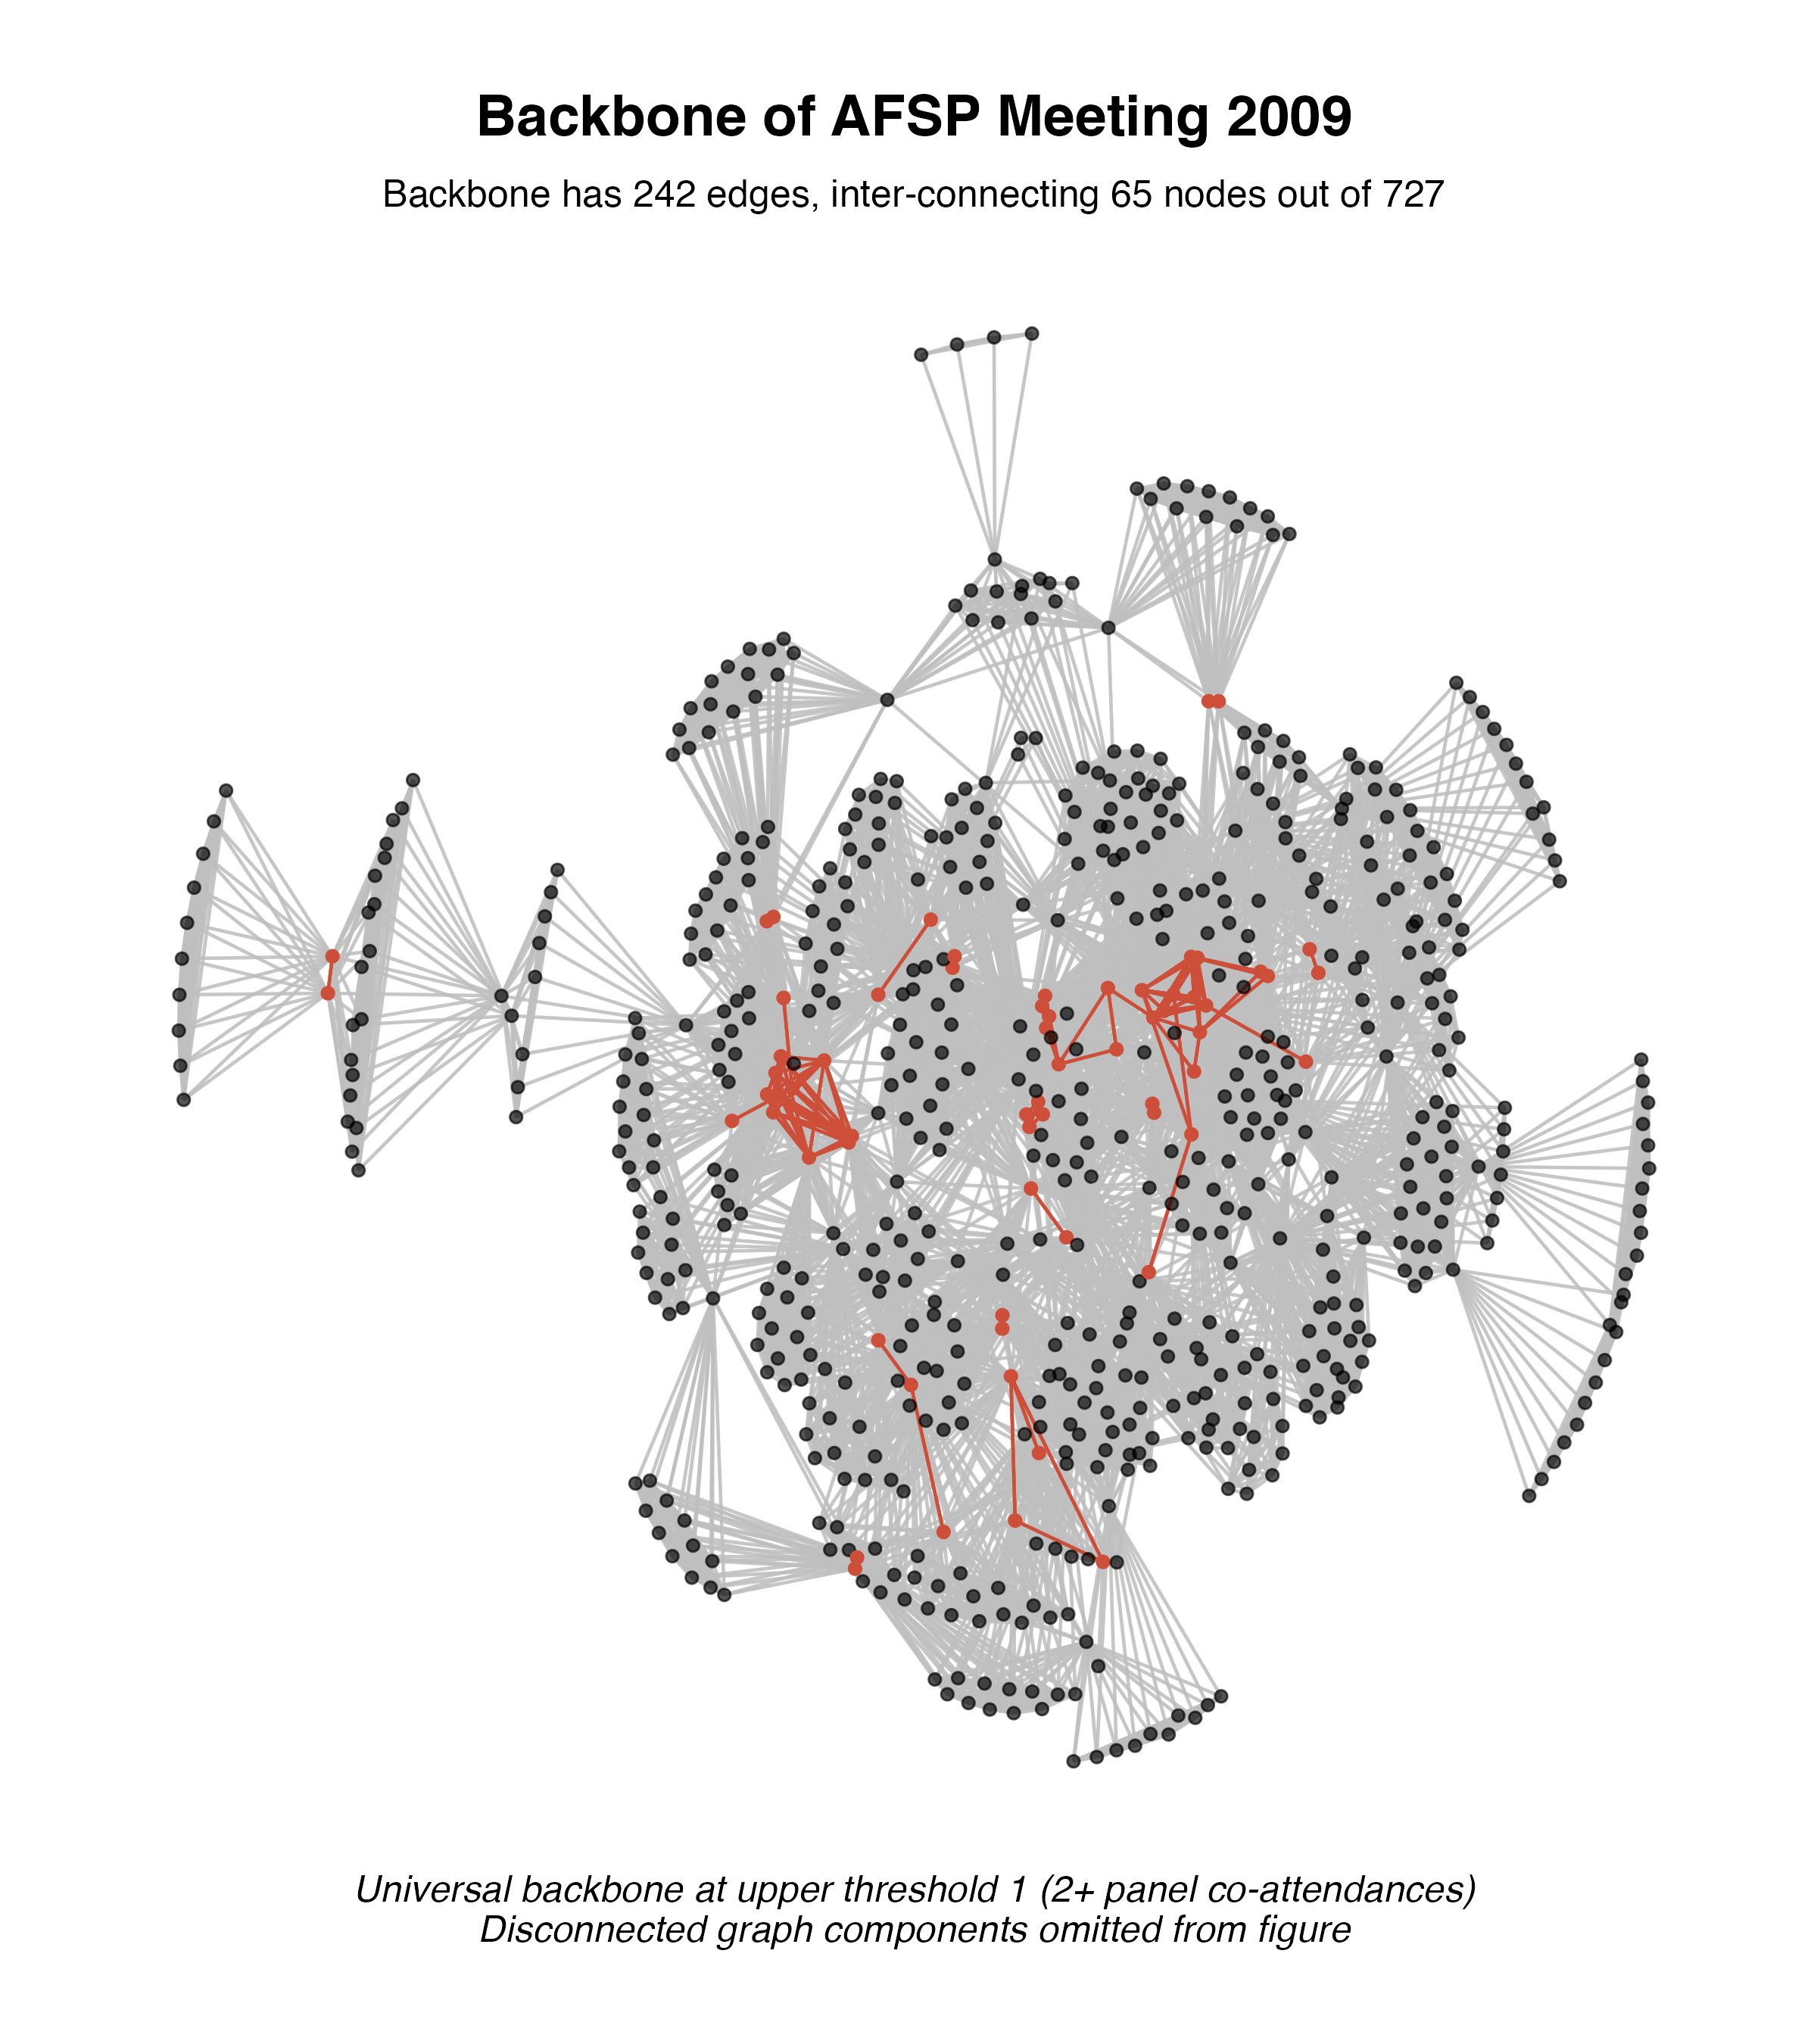 Backbone of AFSP Meeting 2009
Backbone has 242 edges, inter-connecting 65 nodes out of 727
Universal backbone at upper threshold 1 (2+ panel co-attendances)
Disconnected graph components omitted from figure